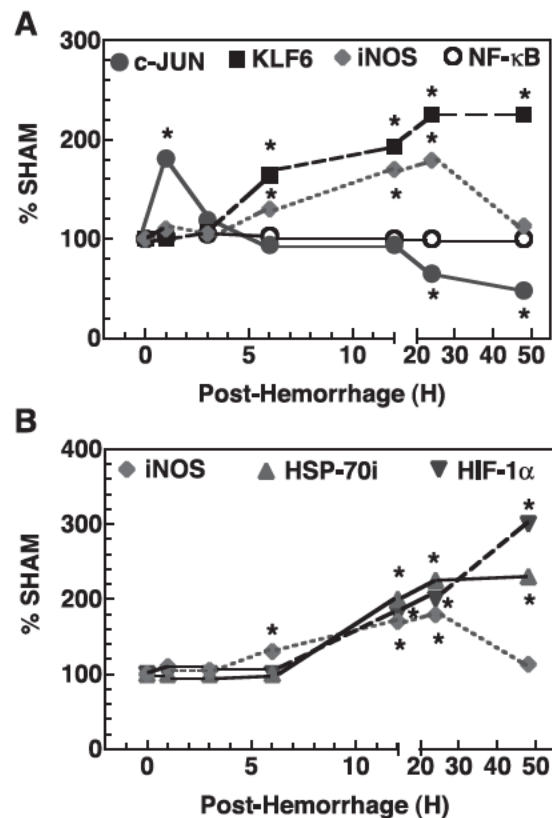 A
300
c-JUN KLF6 iNOS NF-κB
200
100
0
% SHAM
0 5 10 20 30 40 50
Post-Hemorrhage (H)
* * * * * * * * * *
B
400
iNOS HSP-70i HIF-1α
300
200
100
0
% SHAM
0 5 10 20 30 40 50
Post-Hemorrhage (H)
* * * * * * * * *